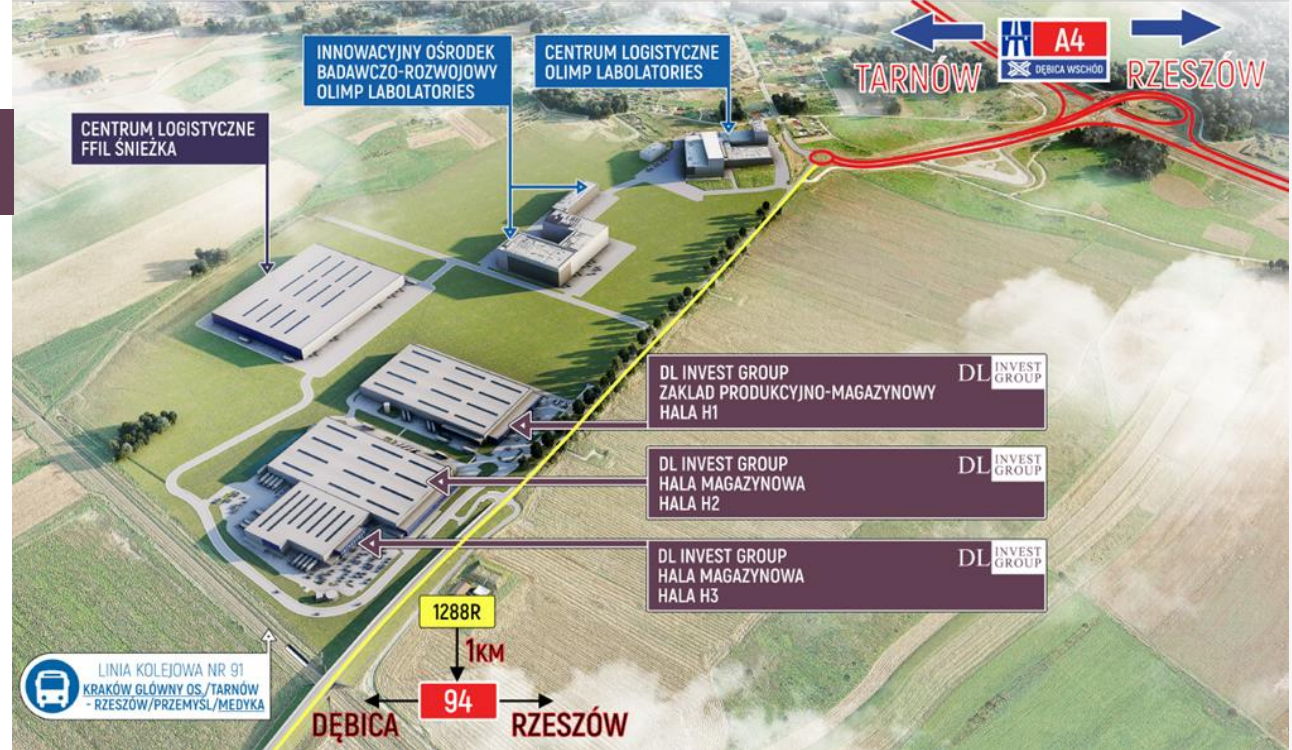 INNOWACYJNY OŚRODEK
BADAWCZO-ROZWOJOWY
OLIMP LABOLATORIES
CENTRUM LOGISTYCZNE
OLIMP LABOLATORIES
A4
DĘBICA WSCHÓD
TARNÓW
RZESZÓW
CENTRUM LOGISTYCZNE
FFIL ŚNIEŻKA
DL INVEST GROUP
ZAKLAD PRODUKCYJNO-MAGAZYNOWY
HALA H1
DL INVEST
GROUP
DL INVEST GROUP
HALA MAGAZYNOWA
HALA H2
DL INVEST
GROUP
DL INVEST GROUP
HALA MAGAZYNOWA
HALA H3
DL INVEST
GROUP
1288R
1KM
94
DĘBICA
RZESZÓW
LINIA KOLEJOWA NR 91
KRAKÓW GLÓWNY OS./TARNÓW
- RZESZÓW/PRZEMYŚL/MEDYKA